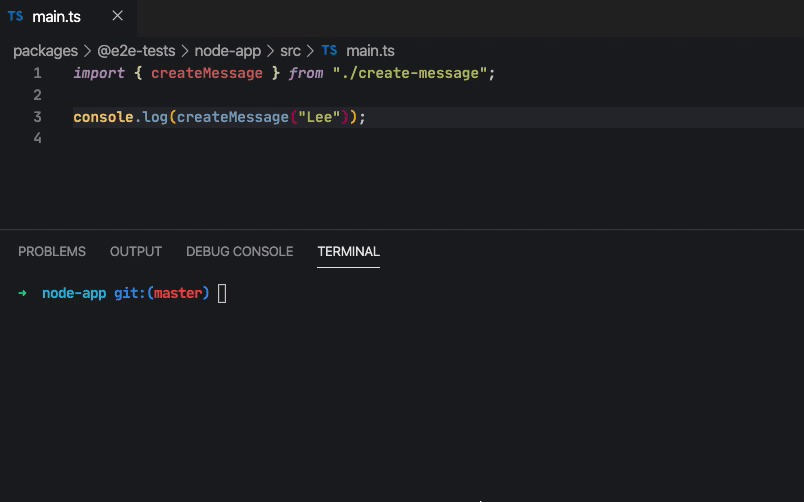 TS main.ts ×
packages > @e2e-tests > node-app > src > TS main.ts
1 import { createMessage } from "./create-message";
2
3 console.log(createMessage("Lee"));
4
PROBLEMS OUTPUT DEBUG CONSOLE TERMINAL
➜ node-app git:(master)